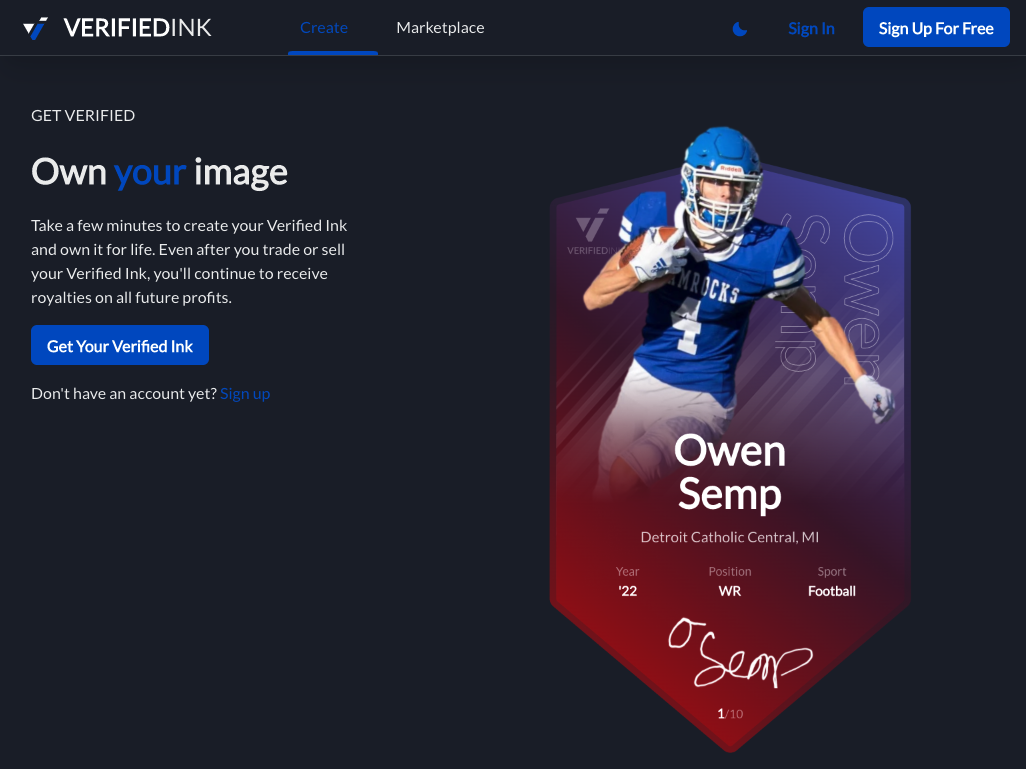 VERIFIEDINK
Create
Marketplace
Sign In
Sign Up For Free
GET VERIFIED
Own your image
Take a few minutes to create your Verified Ink
and own it for life. Even after you trade or sell
your Verified Ink, you'll continue to receive
royalties on all future profits.
Get Your Verified Ink
Don't have an account yet? Sign up
Riddell
VERIFIEDIN
Owen
Semp
AMROCKS
4
Owen
Semp
Detroit Catholic Central, MI
Year
Position
Sport
'22
WR
Football
O Semp
1/10